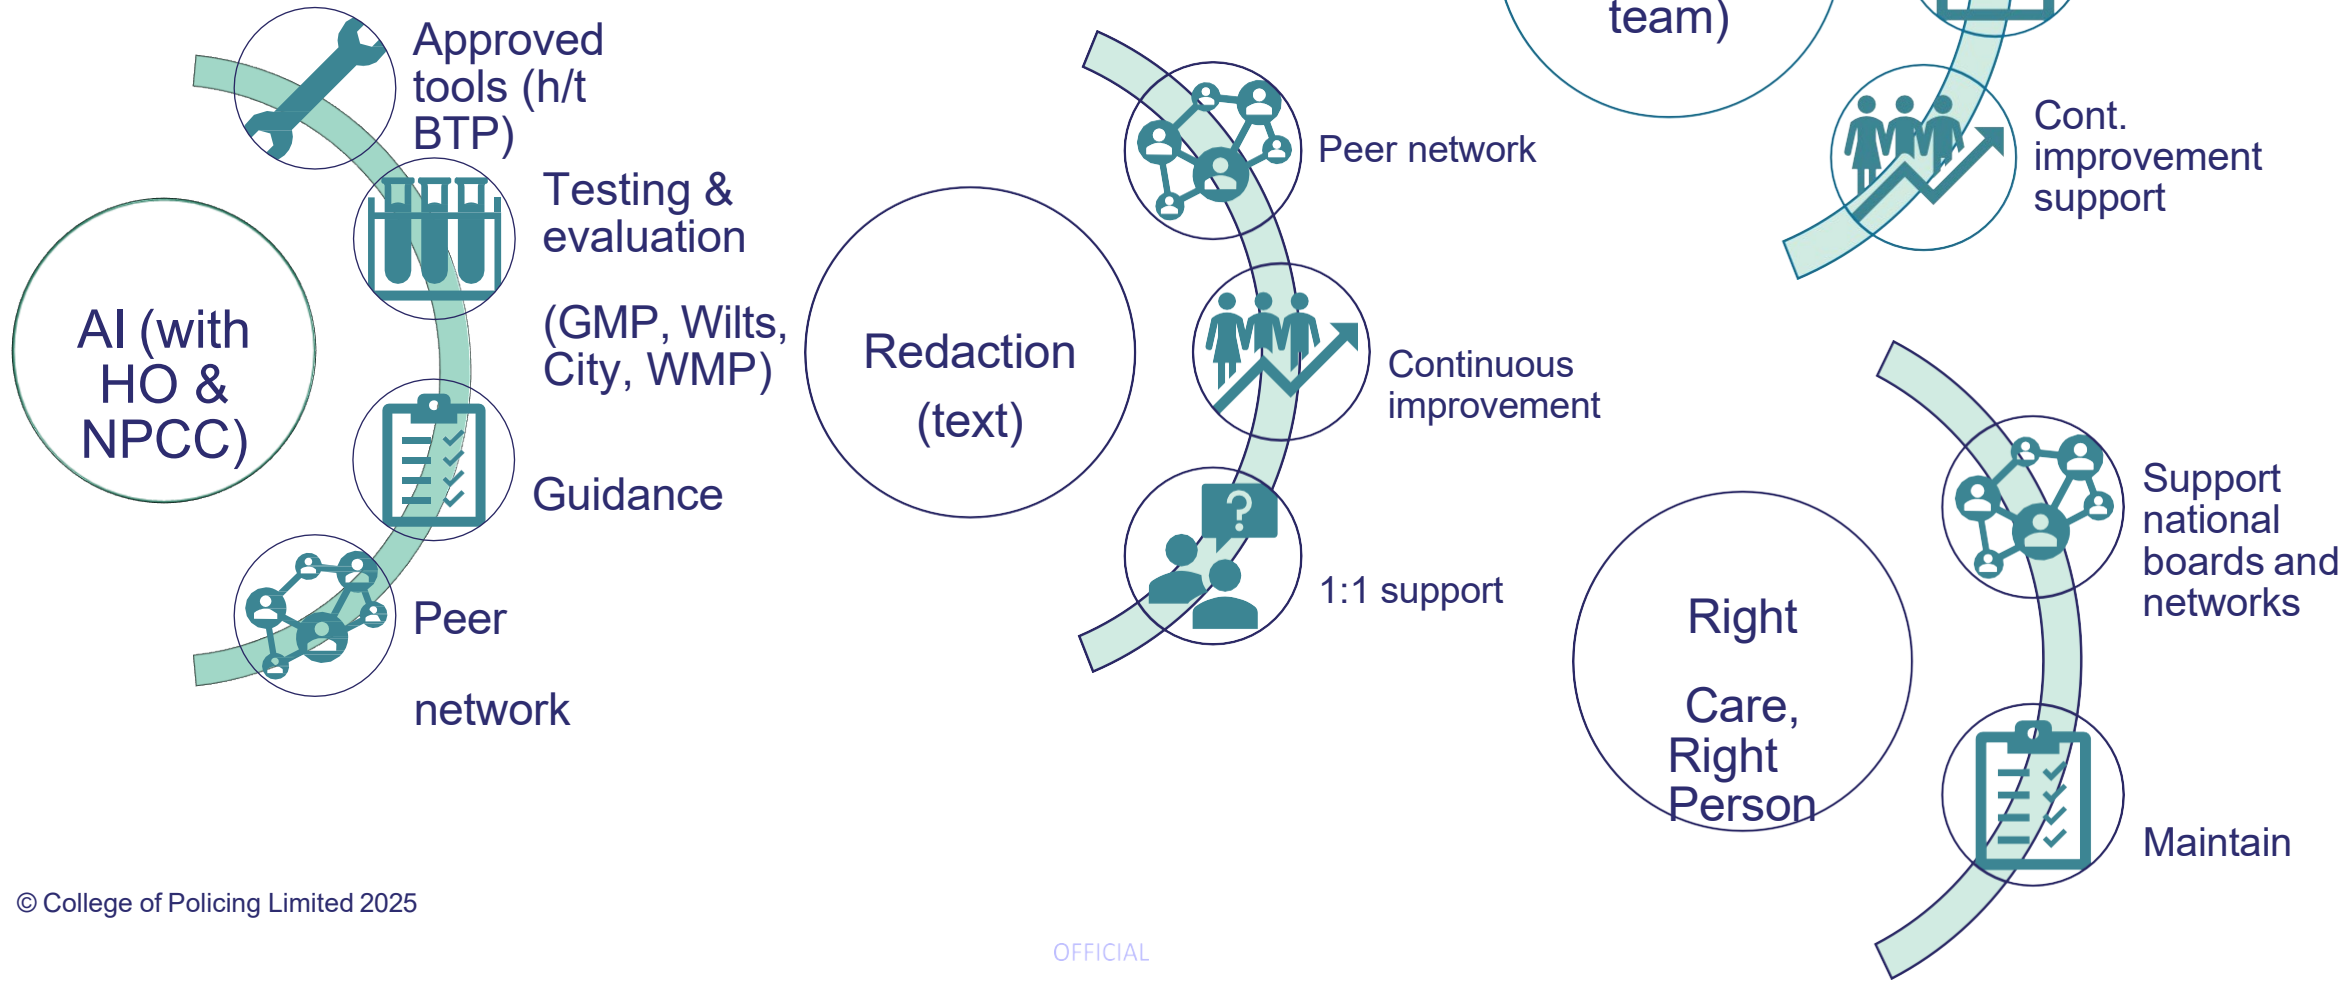 Approved
tools (h/t
BTP)
Testing &
evaluation
(GMP, Wilts,
City, WMP)
AI (with
HO &
NPCC)
Guidance
Peer
network
Peer network
Redaction
(text)
Continuous
improvement
1:1 support
team)
Cont.
improvement
support
Support
national
boards and
networks
Right
Care,
Right
Person
Maintain
© College of Policing Limited 2025
OFFICIAL